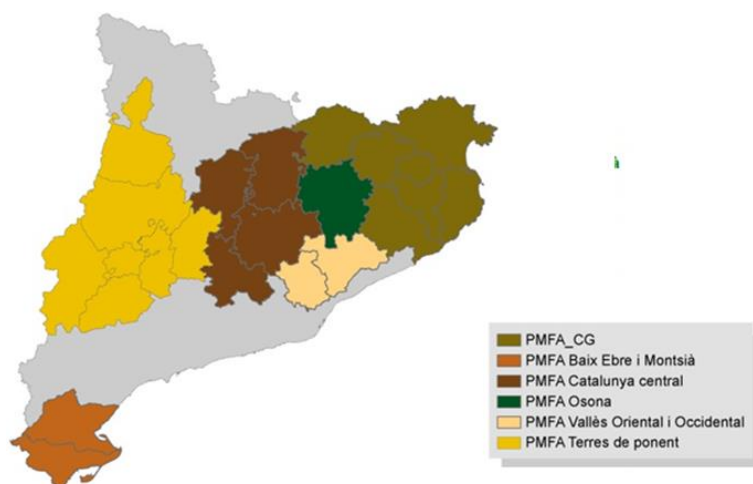 PMFA_CG
PMFA Baix Ebre i Montsià
PMFA Catalunya central
PMFA Osona
PMFA Vallès Oriental i Occidental
PMFA Terres de ponent